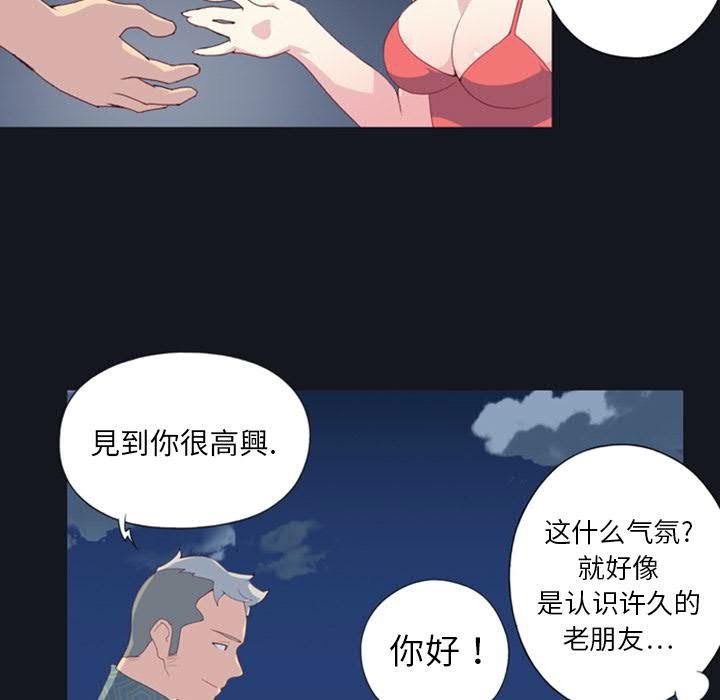 見到你很高興.
你好！
这什么气氛?
就好像
是认识许久的
老朋友...